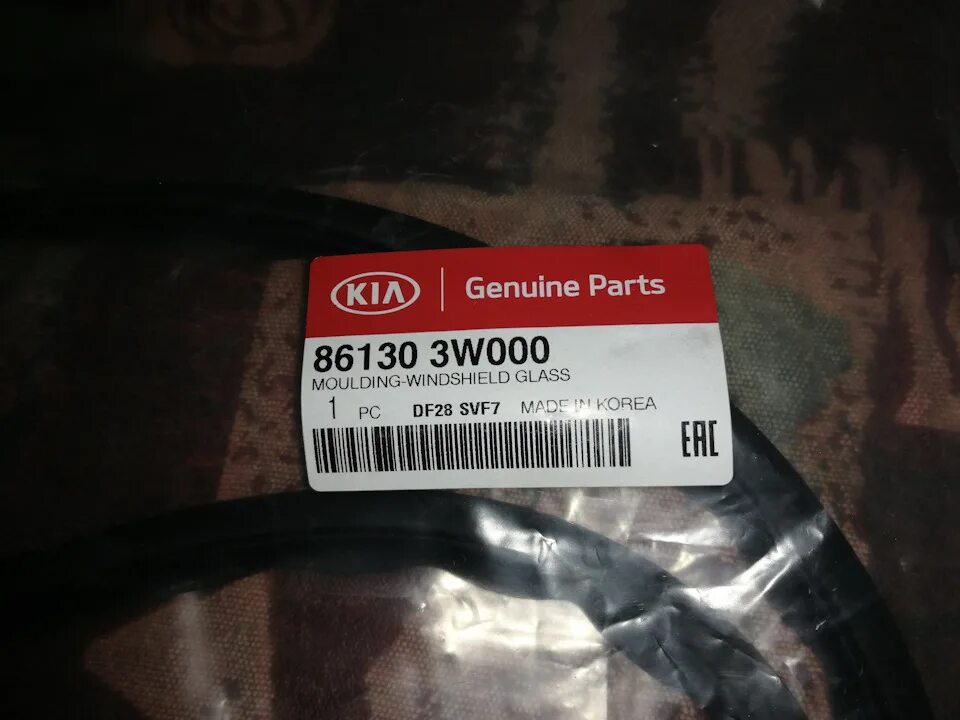 KIA Genuine Parts
86130 3W000
MOULDING-WINDSHIELD GLASS
1 PC DF28 SVF7 MADE IN KOREA
EAC